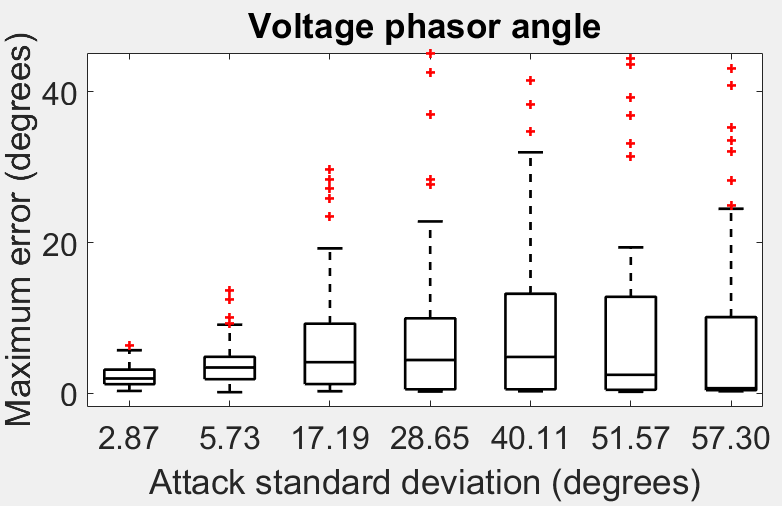 Voltage phasor angle
Maximum error (degrees)
40
20
0
2.87 5.73 17.19 28.65 40.11 51.57 57.30
Attack standard deviation (degrees)